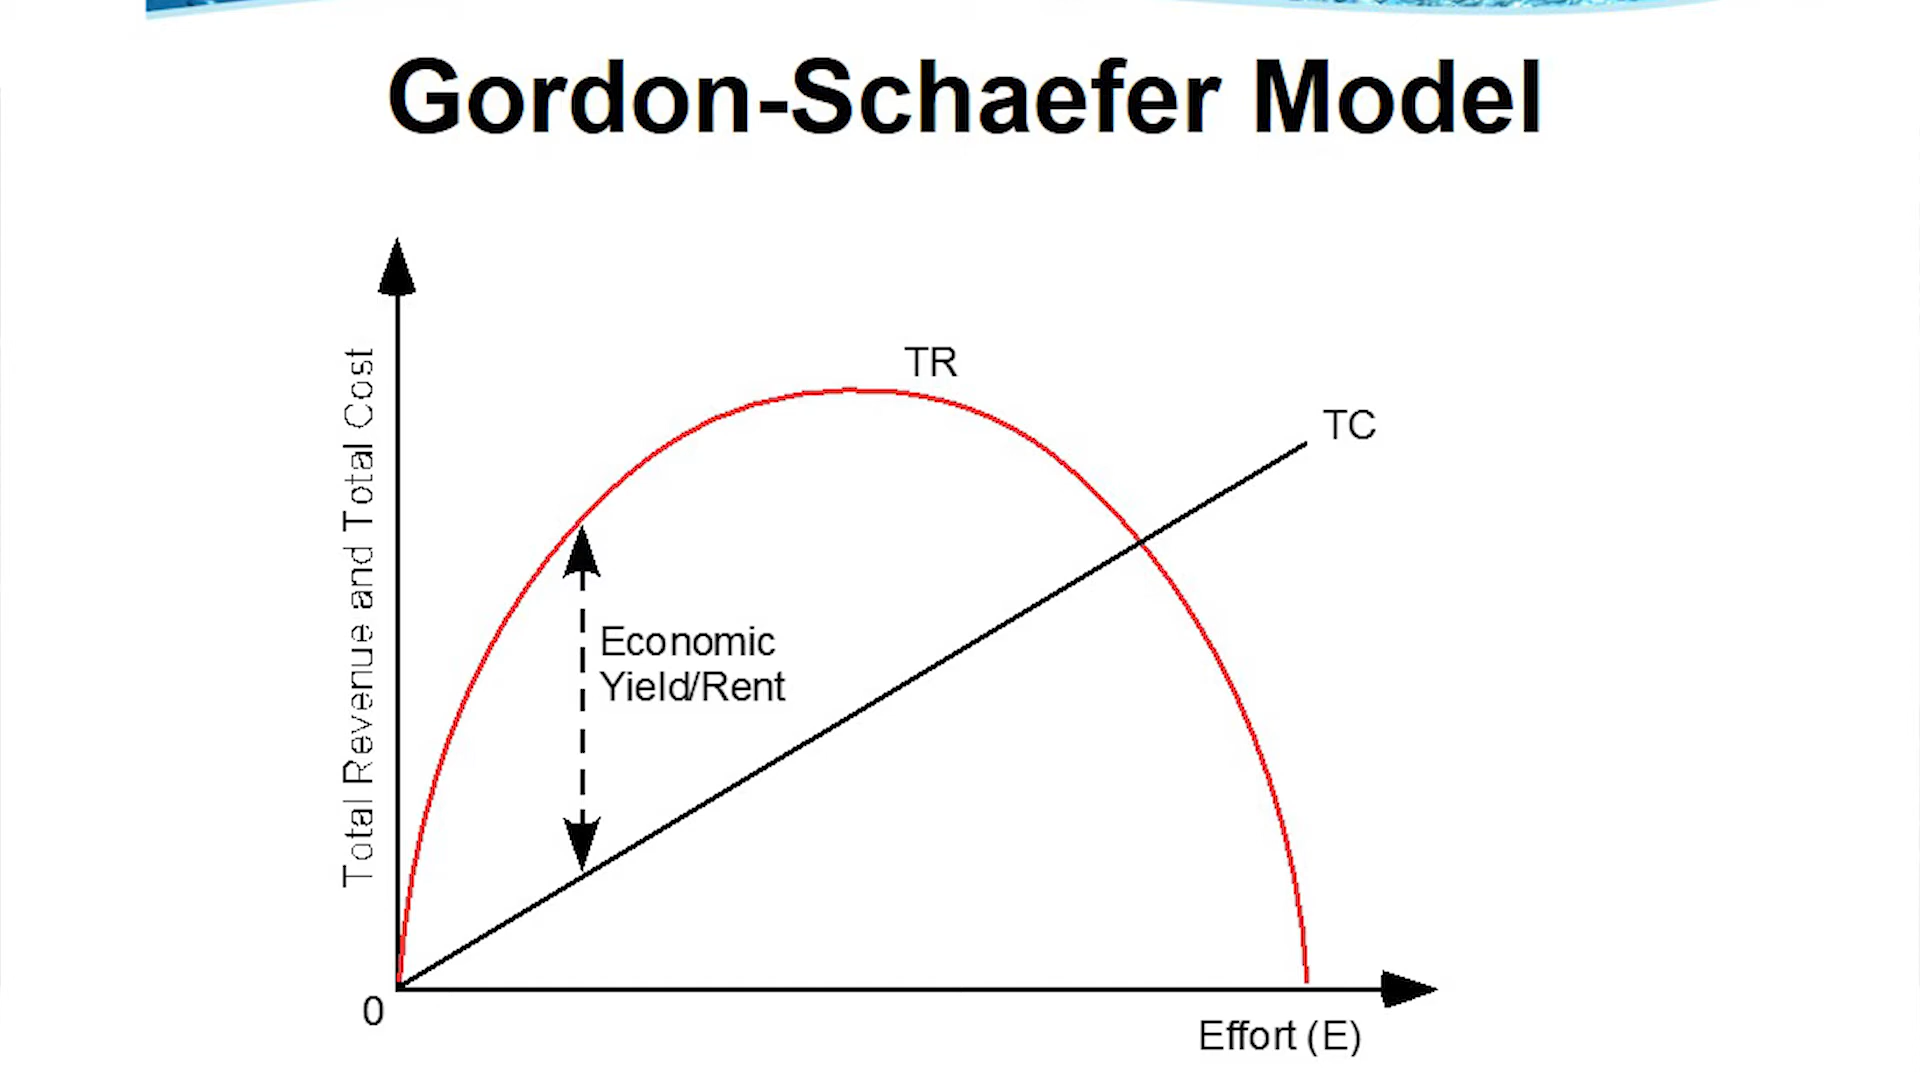 Gordon-Schaefer Model
Total Revenue and Total Cost
TR
TC
Economic
Yield/Rent
0
Effort (E)